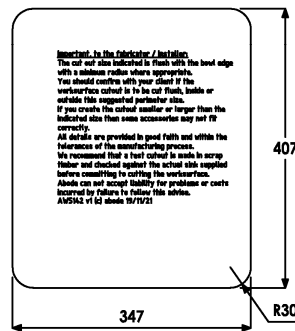 Important, to the fabricator / installer:
The cut out size indicated is flush with the bowl edge
with a minimum radius where appropriate.
You should confirm with your client if the
worksurface cutout is to be cut flush, inside or
outside this suggested perimeter size.
If you create the cutout smaller or larger than the
indicated size then some accessories may not fit
correctly.
All details are provided in good faith and within the
tolerances of the manufacturing process.
We recommend that a test cutout is made in scrap
timber and checked against the actual sink supplied
before committing to cutting the worksurface.
Abode can not accept liability for problems or costs
incurred by failure to follow this advice.
AW5142 v1 (c) abode 19/11/21
407
R30
347